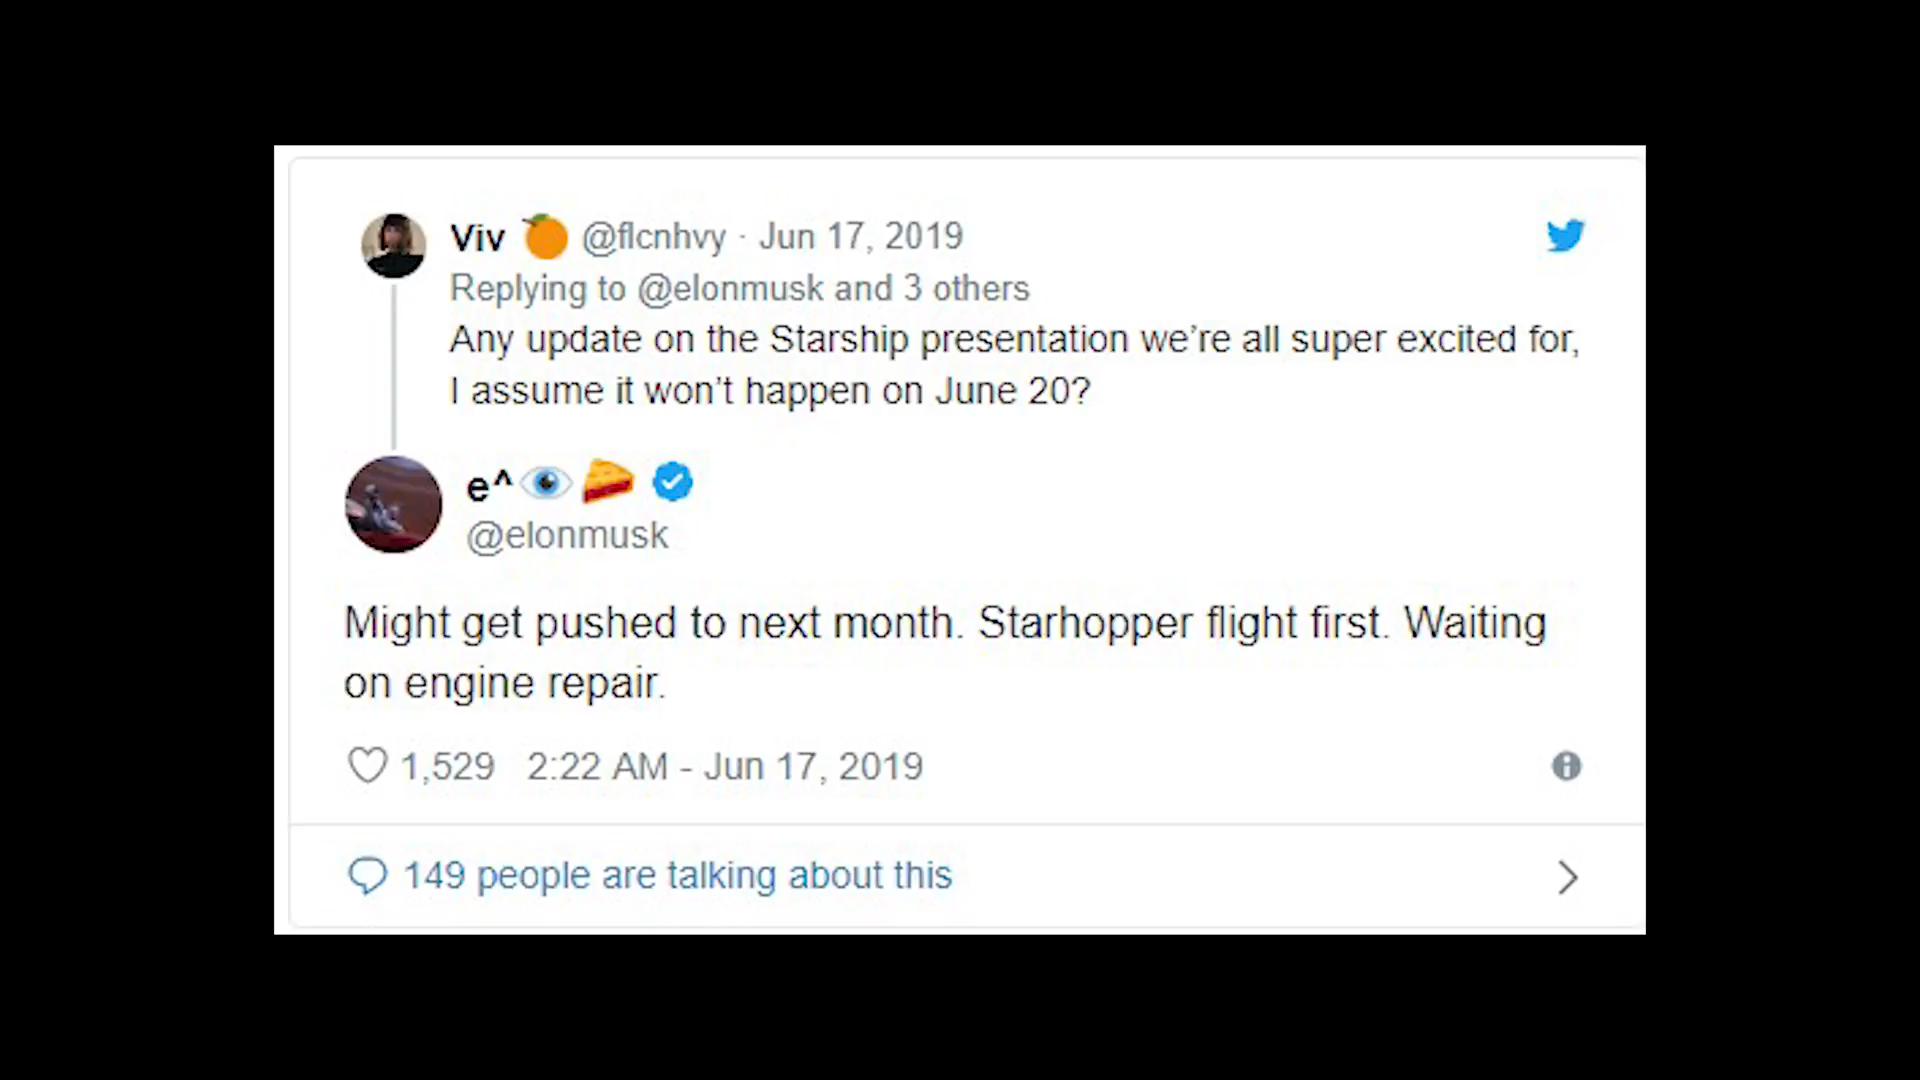 Viv 🍊 @flcnhvy · Jun 17, 2019
Replying to @elonmusk and 3 others
Any update on the Starship presentation we’re all super excited for,
I assume it won’t happen on June 20?
e^👁🧀
@elonmusk
Might get pushed to next month. Starhopper flight first. Waiting
on engine repair.
1,529 2:22 AM - Jun 17, 2019
149 people are talking about this